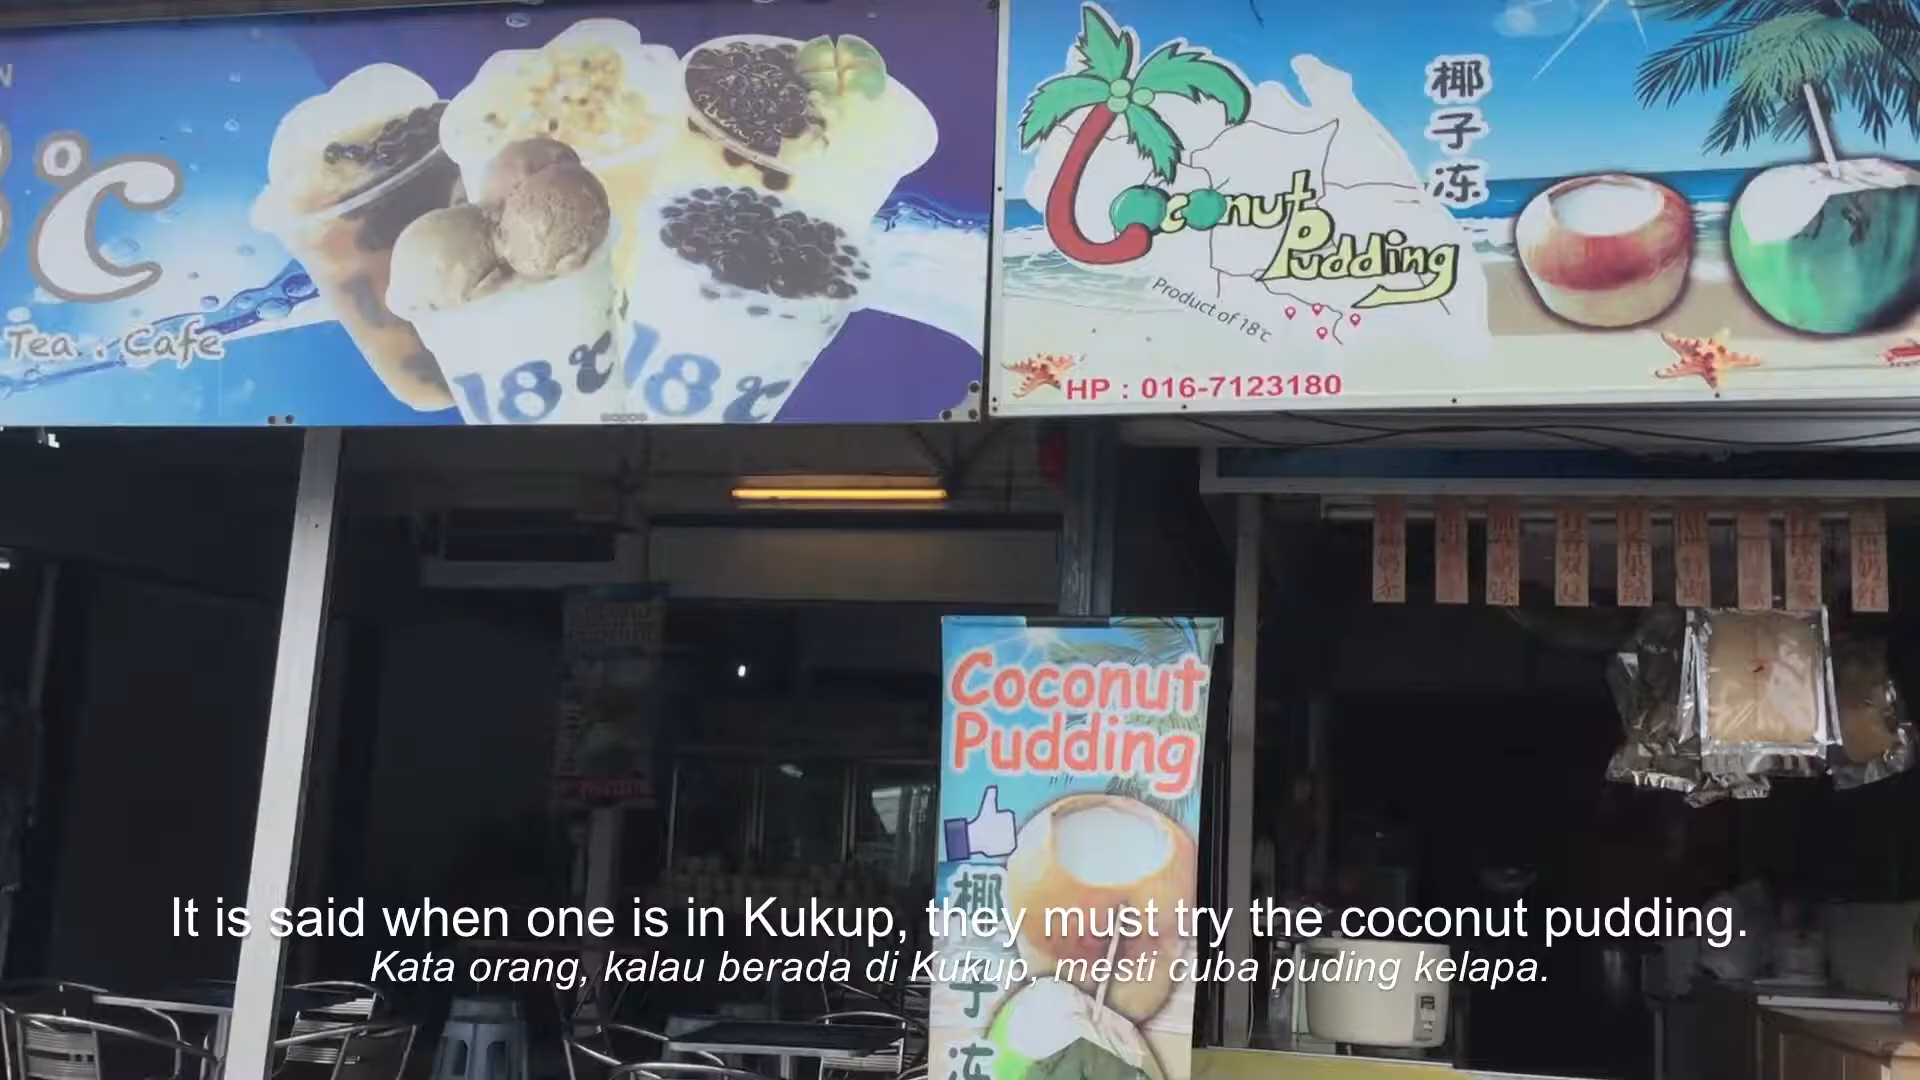 ℃
Tea . Cafe
18℃
18℃
Coconut
Pudding
Product of 18℃
椰子冻
HP : 016-7123180
Coconut
Pudding
椰子冻
It is said when one is in Kukup, they must try the coconut pudding.
Kata orang, kalau berada di Kukup, mesti cuba puding kelapa.